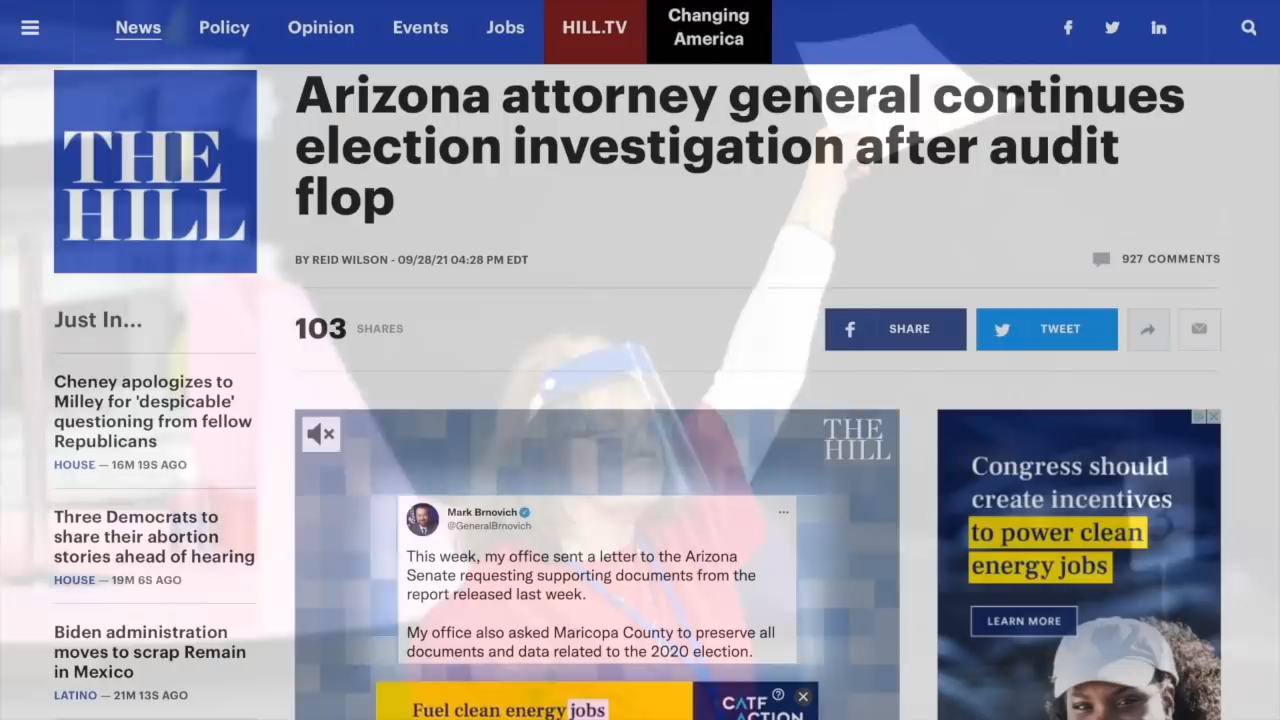 News
Policy
Opinion
Events
Jobs
HILL.TV
Changing
America
THE
HILL
Arizona attorney general continues
election investigation after audit
flop
BY REID WILSON - 09/28/21 04:28 PM EDT
927 COMMENTS
103 SHARES
SHARE
TWEET
Just In...
Cheney apologizes to
Milley for 'despicable'
questioning from fellow
Republicans
HOUSE — 16M 19S AGO
Three Democrats to
share their abortion
stories ahead of hearing
HOUSE — 19M 6S AGO
Biden administration
moves to scrap Remain
in Mexico
LATINO — 21M 13S AGO
THE
HILL
Mark Brnovich
@GeneralBrnovich
This week, my office sent a letter to the Arizona
Senate requesting supporting documents from the
report released last week.
My office also asked Maricopa County to preserve all
documents and data related to the 2020 election.
Fuel clean energy jobs
CATF
ACTION
Congress should
create incentives
to power clean
energy jobs
LEARN MORE